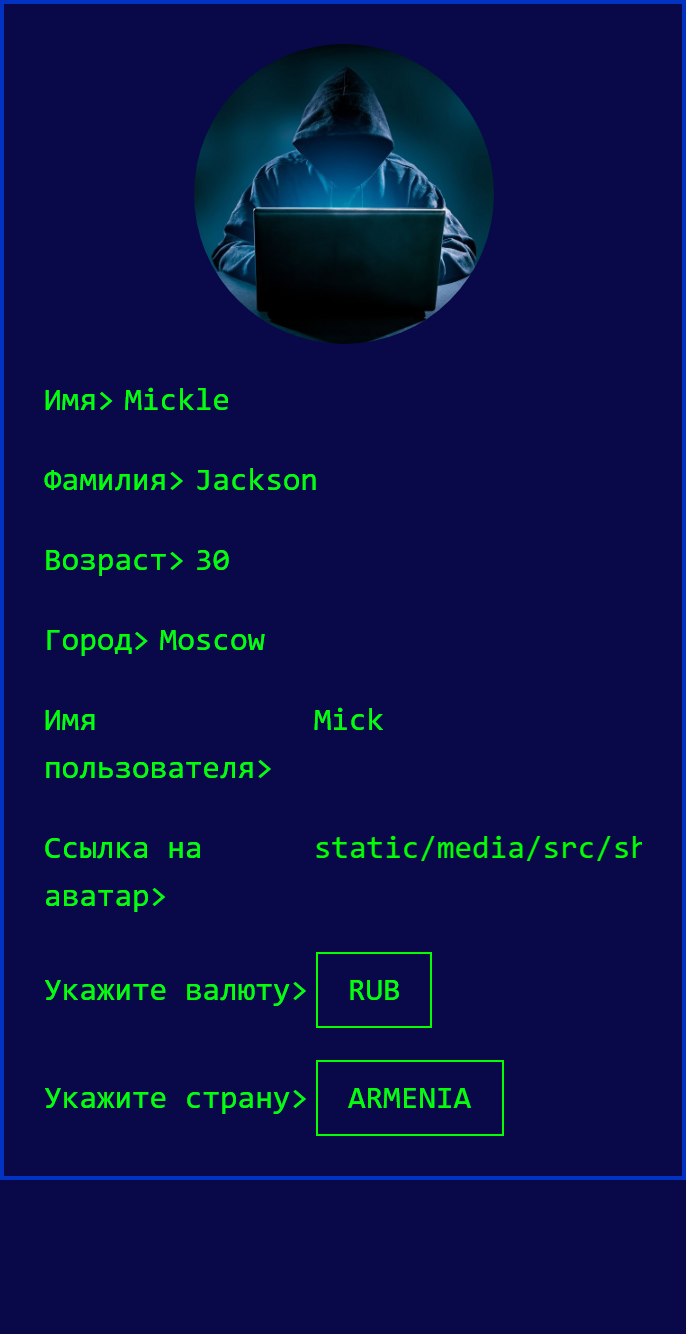 Имя> Mickle
Фамилия> Jackson
Возраст> 30
Город> Moscow
Имя пользователя> Mick
Ссылка на аватар> static/media/src/sh
Укажите валюту> RUB
Укажите страну> ARMENIA